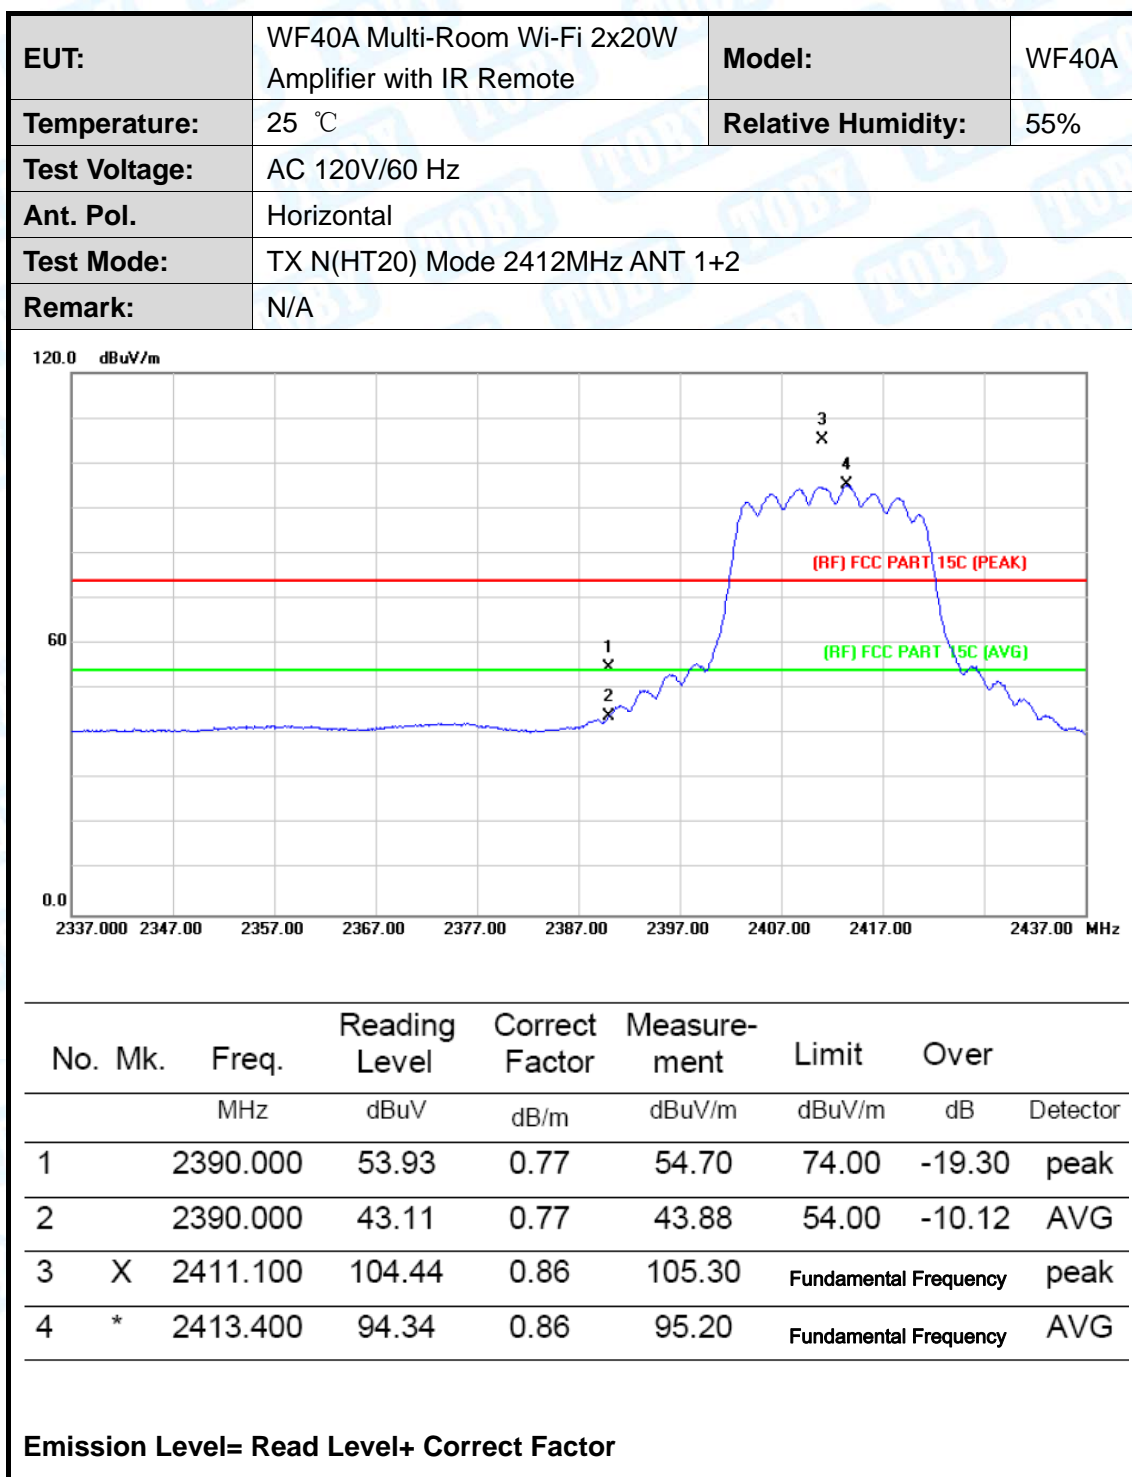 EUT: WF40A Multi-Room Wi-Fi 2x20W Amplifier with IR Remote Model: WF40A
Temperature: 25 ℃ Relative Humidity: 55%
Test Voltage: AC 120V/60 Hz
Ant. Pol. Horizontal
Test Mode: TX N(HT20) Mode 2412MHz ANT 1+2
Remark: N/A
120.0 dBuV/m
3
4
(RF) FCC PART 15C (PEAK)
60
1
(RF) FCC PART 15C (AVG)
2
0.0
2337.000 2347.00 2357.00 2367.00 2377.00 2387.00 2397.00 2407.00 2417.00 2437.00 MHz
No. Mk. Freq. Reading Level Correct Factor Measure-ment Limit Over
MHz dBuV dB/m dBuV/m dBuV/m dB Detector
1 2390.000 53.93 0.77 54.70 74.00 -19.30 peak
2 2390.000 43.11 0.77 43.88 54.00 -10.12 AVG
3 X 2411.100 104.44 0.86 105.30 Fundamental Frequency peak
4 * 2413.400 94.34 0.86 95.20 Fundamental Frequency AVG
Emission Level= Read Level+ Correct Factor
TOBY